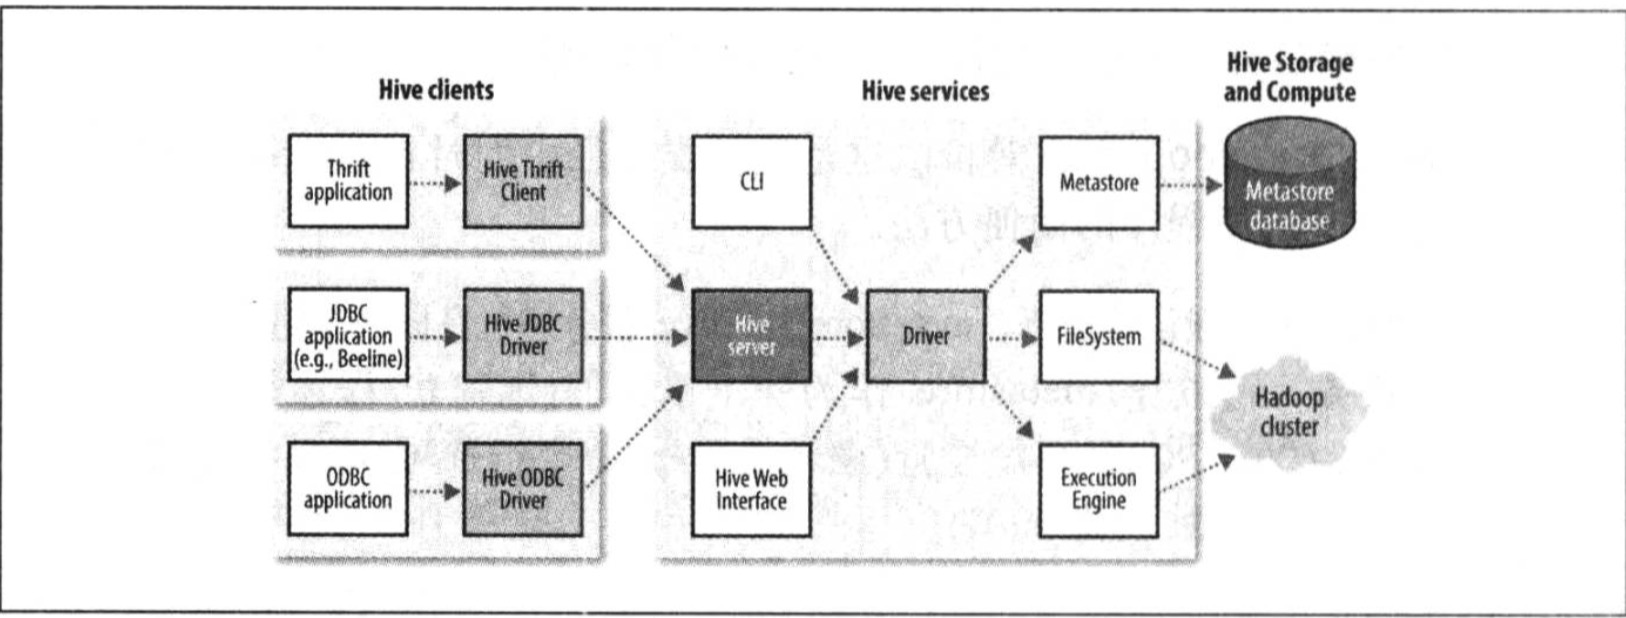 Hive clients
Hive services
Hive Storage
and Compute
Thrift
application
Hive Thrift
Client
CLI
Metastore
Metastore
database
JDBC
application
(e.g., Beeline)
Hive JDBC
Driver
Hive
server
Driver
FileSystem
Hadoop
cluster
ODBC
application
Hive ODBC
Driver
Hive Web
Interface
Execution
Engine